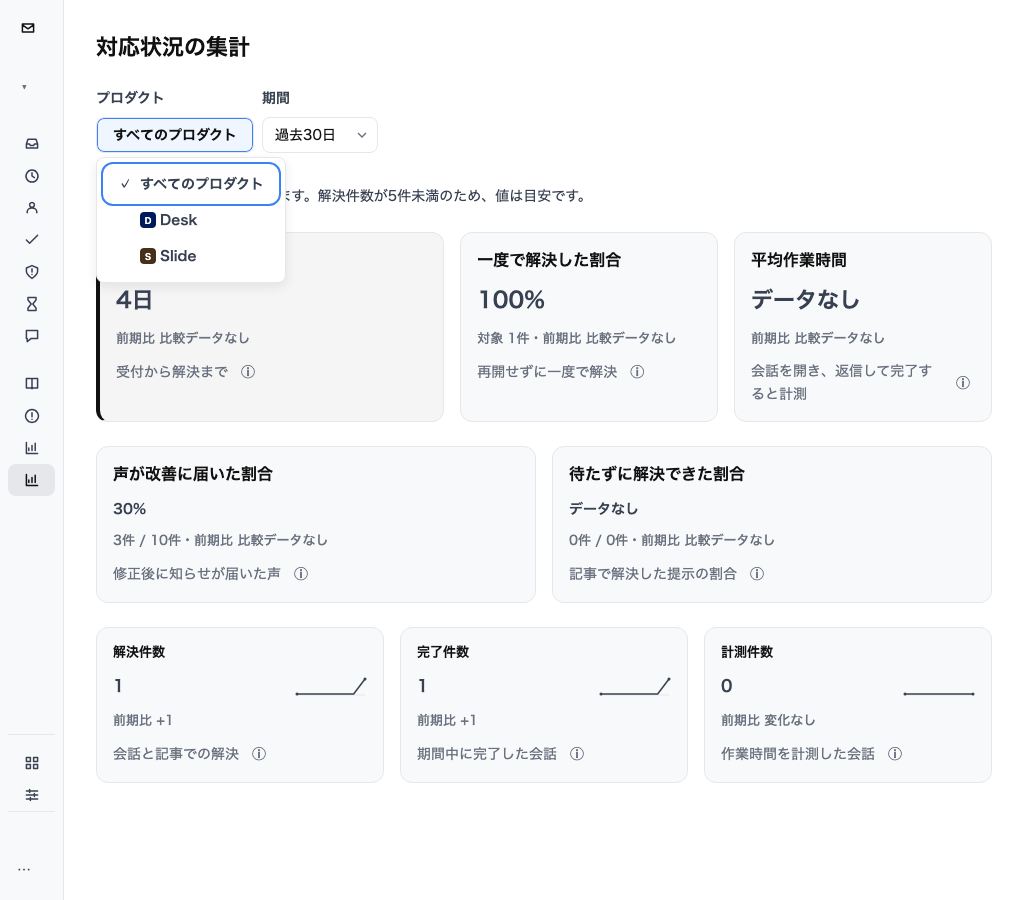 対応状況の集計
プロダクト
期間
すべてのプロダクト
過去30日
✓ すべてのプロダクト
D Desk
S Slide
ます。解決件数が5件未満のため、値は目安です。
4日
前期比 比較データなし
受付から解決まで
一度で解決した割合
100%
対象 1件・前期比 比較データなし
再開せずに一度で解決
平均作業時間
データなし
前期比 比較データなし
会話を開き、返信して完了す
ると計測
声が改善に届いた割合
30%
3件 / 10件・前期比 比較データなし
修正後に知らせが届いた声
待たずに解決できた割合
データなし
0件 / 0件・前期比 比較データなし
記事で解決した提示の割合
解決件数
1
前期比 +1
会話と記事での解決
完了件数
1
前期比 +1
期間中に完了した会話
計測件数
0
前期比 変化なし
作業時間を計測した会話